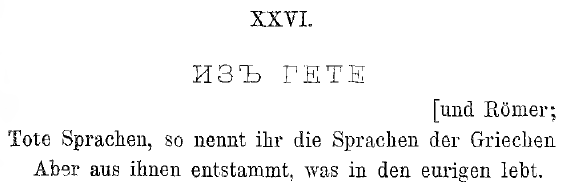 XXVI.
ИЗЪ ГЕТЕ
[und Römer;
Tote Sprachen, so nennt ihr die Sprachen der Griechen
Aber aus ihnen entstammt, was in den eurigen lebt.